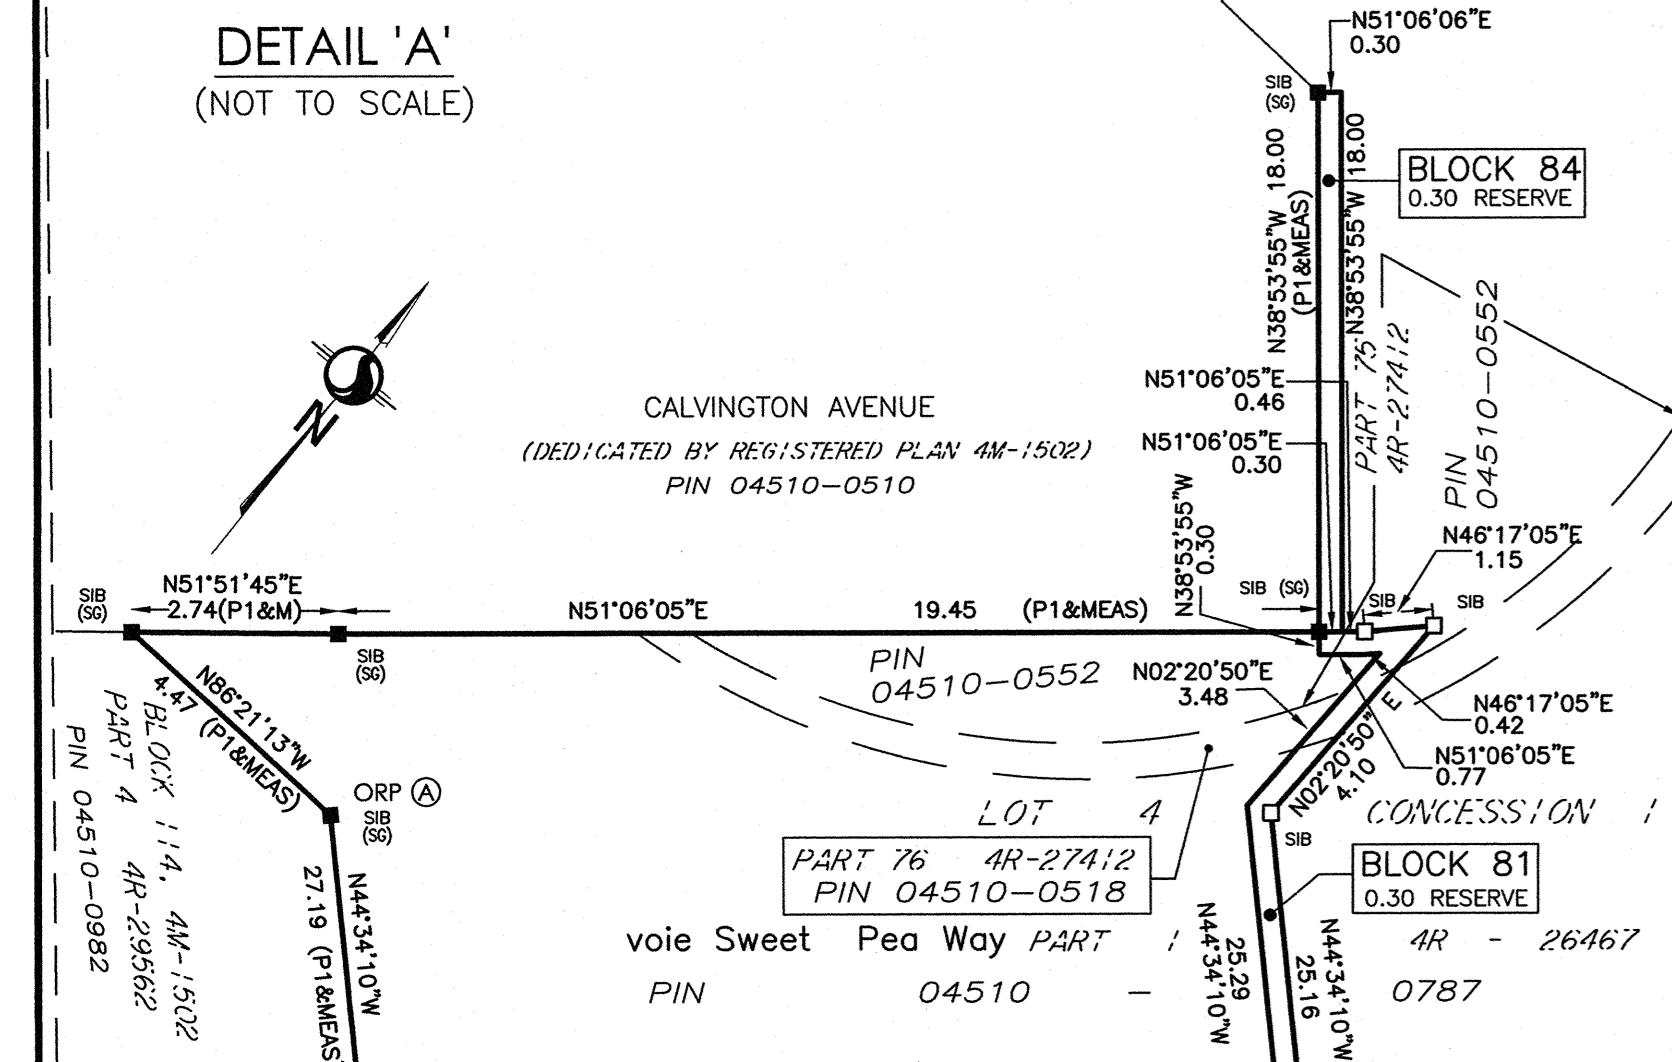 DETAIL 'A'
(NOT TO SCALE)
N51°06'06"E
0.30
SIB
(SG)
N38°53'55"W 18.00
(P1&MEAS)
N38°53'55"W 18.00
BLOCK 84
0.30 RESERVE
PART 75
4R-27412
PIN
04510-0552
N
CALVINGTON AVENUE
(DEDICATED BY REGISTERED PLAN 4M-1502)
PIN 04510-0510
N51°06'05"E
0.46
N51°06'05"E
0.30
N38°53'55"W
0.30
N46°17'05"E
1.15
SIB
(SG)
N51°51'45"E
2.74(P1&M)
SIB
(SG)
N51°06'05"E 19.45 (P1&MEAS)
SIB (SG)
SIB
SIB
PIN
04510-0552
N02°20'50"E
3.48
N86°21'13"W
4.47 (P1&MEAS)
N02°20'50" E
4.10
N46°17'05"E
0.42
N51°06'05"E
0.77
BLOCK 114, 4M-1502
PART 4 4R-29562
PIN 04510-0982
ORP A
SIB
(SG)
LOT 4 CONCESSION 1
SIB
PART 76 4R-27412
PIN 04510-0518
BLOCK 81
0.30 RESERVE
N44°34'10"W
27.19 (P1&MEAS
voie Sweet Pea Way PART 1 4R - 26467
PIN 04510 - 0787
25.29
N44°34'10"W
N44°34'10"W
25.16